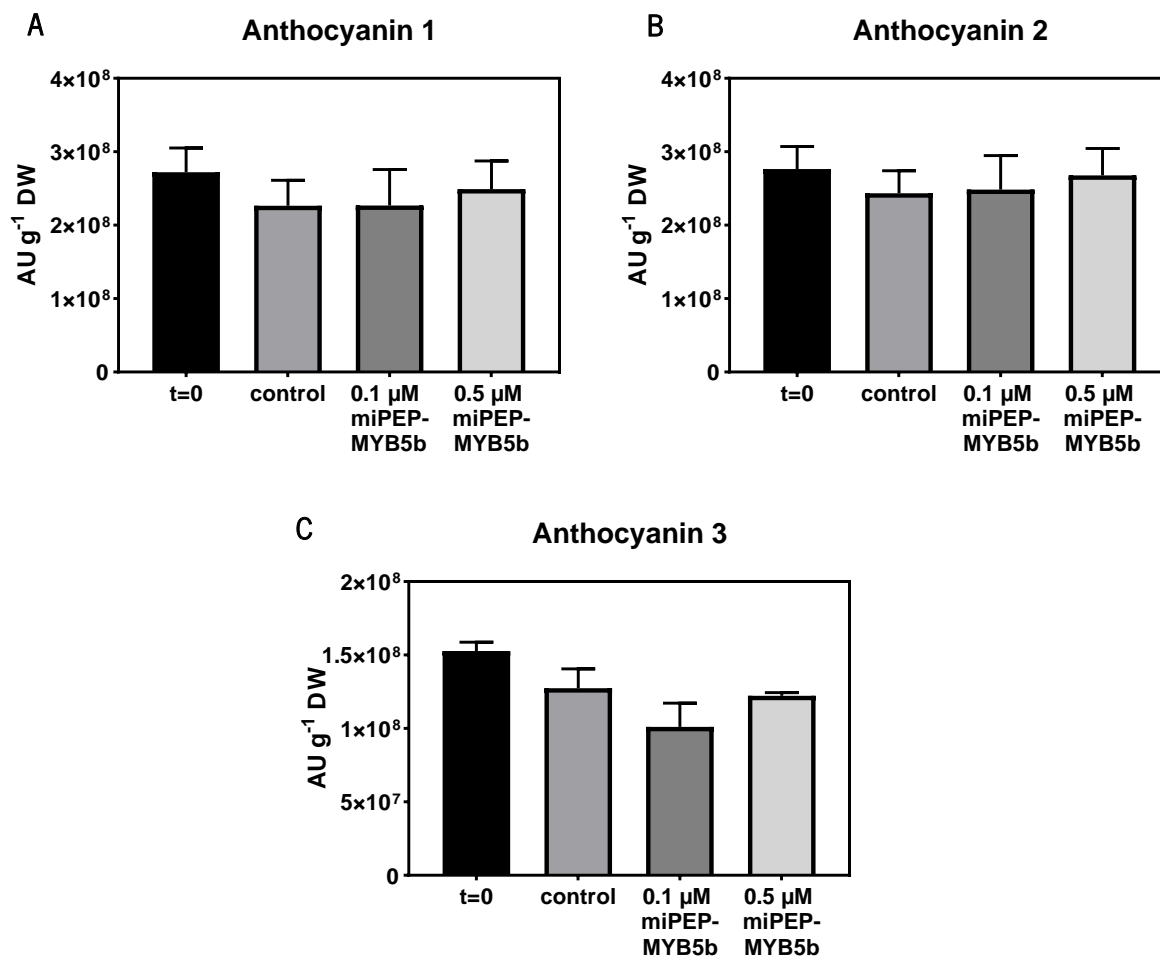 A
Anthocyanin 1
AU g⁻¹ DW
4×10⁸
3×10⁸
2×10⁸
1×10⁸
0
t=0
control
0.1 µM
miPEP-
MYB5b
0.5 µM
miPEP-
MYB5b
B
Anthocyanin 2
AU g⁻¹ DW
4×10⁸
3×10⁸
2×10⁸
1×10⁸
0
t=0
control
0.1 µM
miPEP-
MYB5b
0.5 µM
miPEP-
MYB5b
C
Anthocyanin 3
AU g⁻¹ DW
2×10⁸
1.5×10⁸
1×10⁸
5×10⁷
0
t=0
control
0.1 µM
miPEP-
MYB5b
0.5 µM
miPEP-
MYB5b